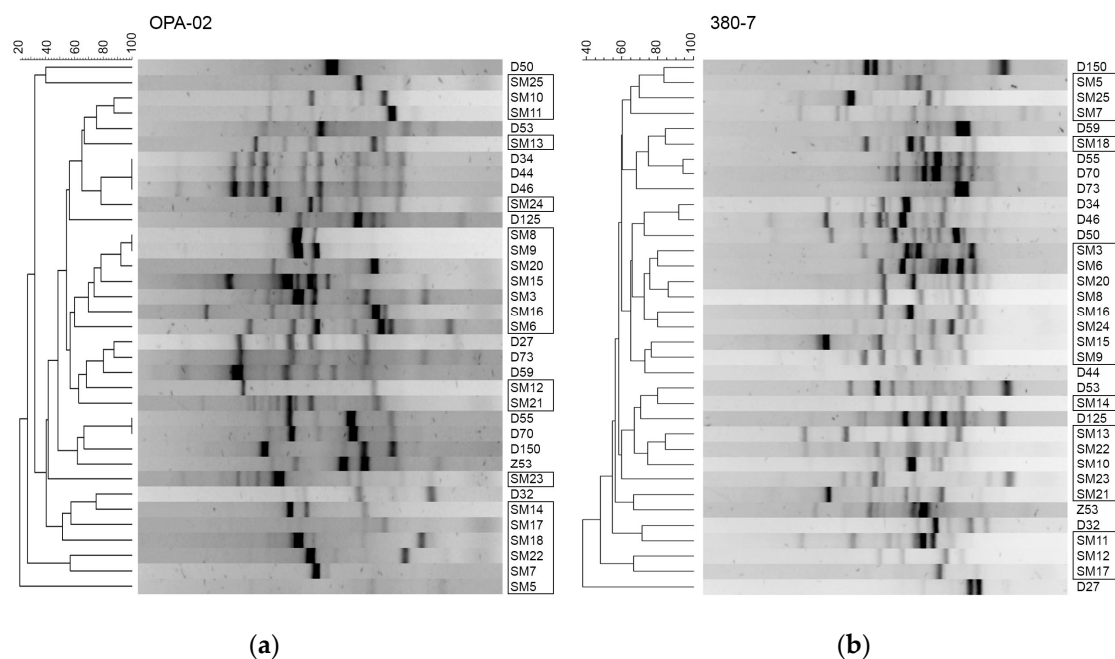 OPA-02
20 40 60 80 100
D50
SM25
SM10
SM11
D53
SM13
D34
D44
D46
SM24
D125
SM8
SM9
SM20
SM15
SM3
SM16
SM6
D27
D73
D59
SM12
SM21
D55
D70
D150
Z53
SM23
D32
SM14
SM17
SM18
SM22
SM7
SM5
(a)
380-7
40 60 80 100
D150
SM5
SM25
SM7
D59
SM18
D55
D70
D73
D34
D46
D50
SM3
SM6
SM20
SM8
SM16
SM24
SM15
SM9
D44
D53
SM14
D125
SM13
SM22
SM10
SM23
SM21
Z53
D32
SM11
SM12
SM17
D27
(b)